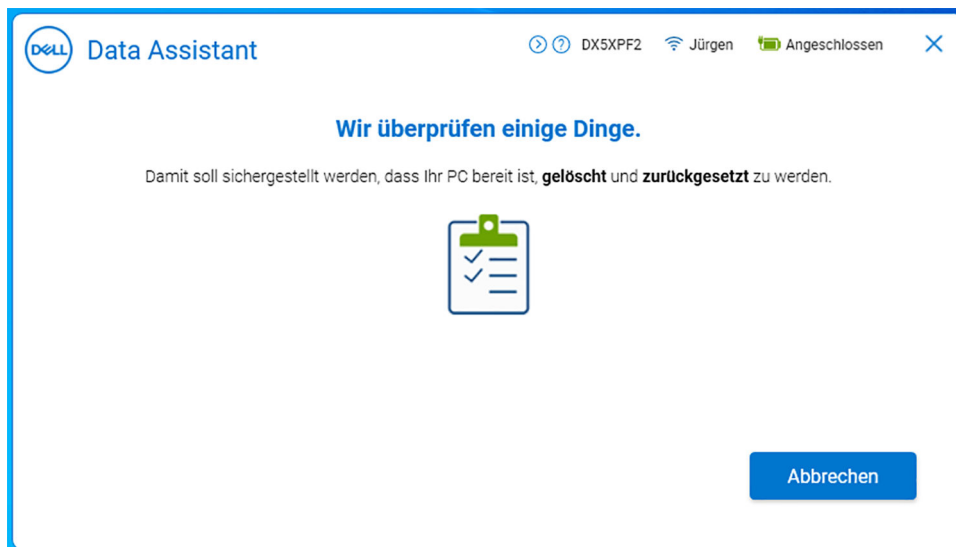 DELL Data Assistant DX5XPF2 Jürgen Angeschlossen
Wir überprüfen einige Dinge.
Damit soll sichergestellt werden, dass Ihr PC bereit ist, gelöscht und zurückgesetzt zu werden.
Abbrechen